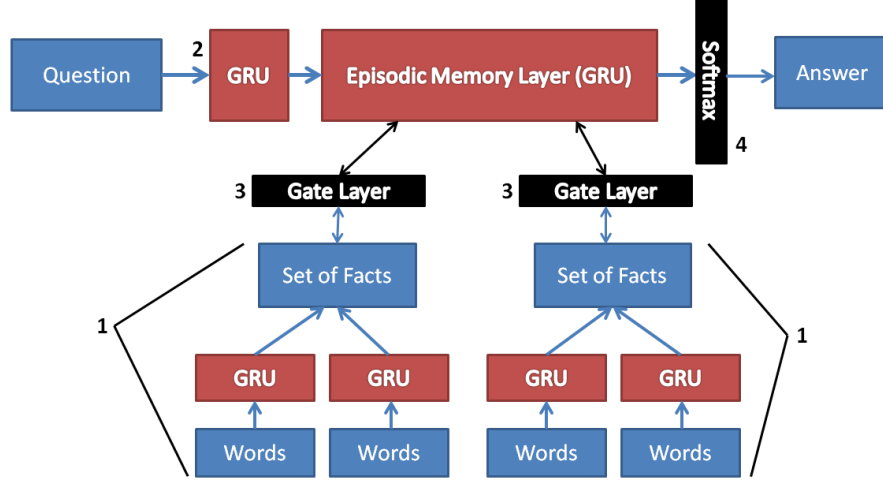 Question
2
GRU
Episodic Memory Layer (GRU)
Softmax
4
Answer
3
Gate Layer
3
Gate Layer
1
Set of Facts
Set of Facts
1
GRU
GRU
GRU
GRU
Words
Words
Words
Words